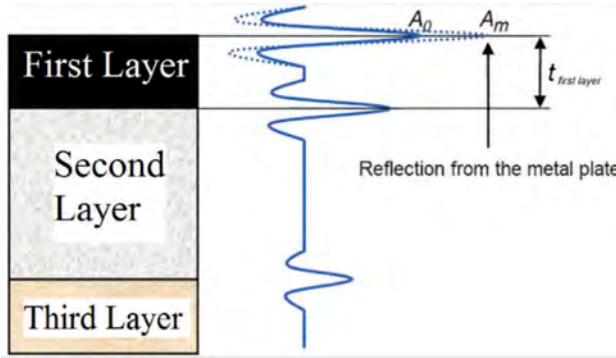 A0 Am
First Layer
t first layer
Reflection from the metal plate
Second
Layer
Third Layer